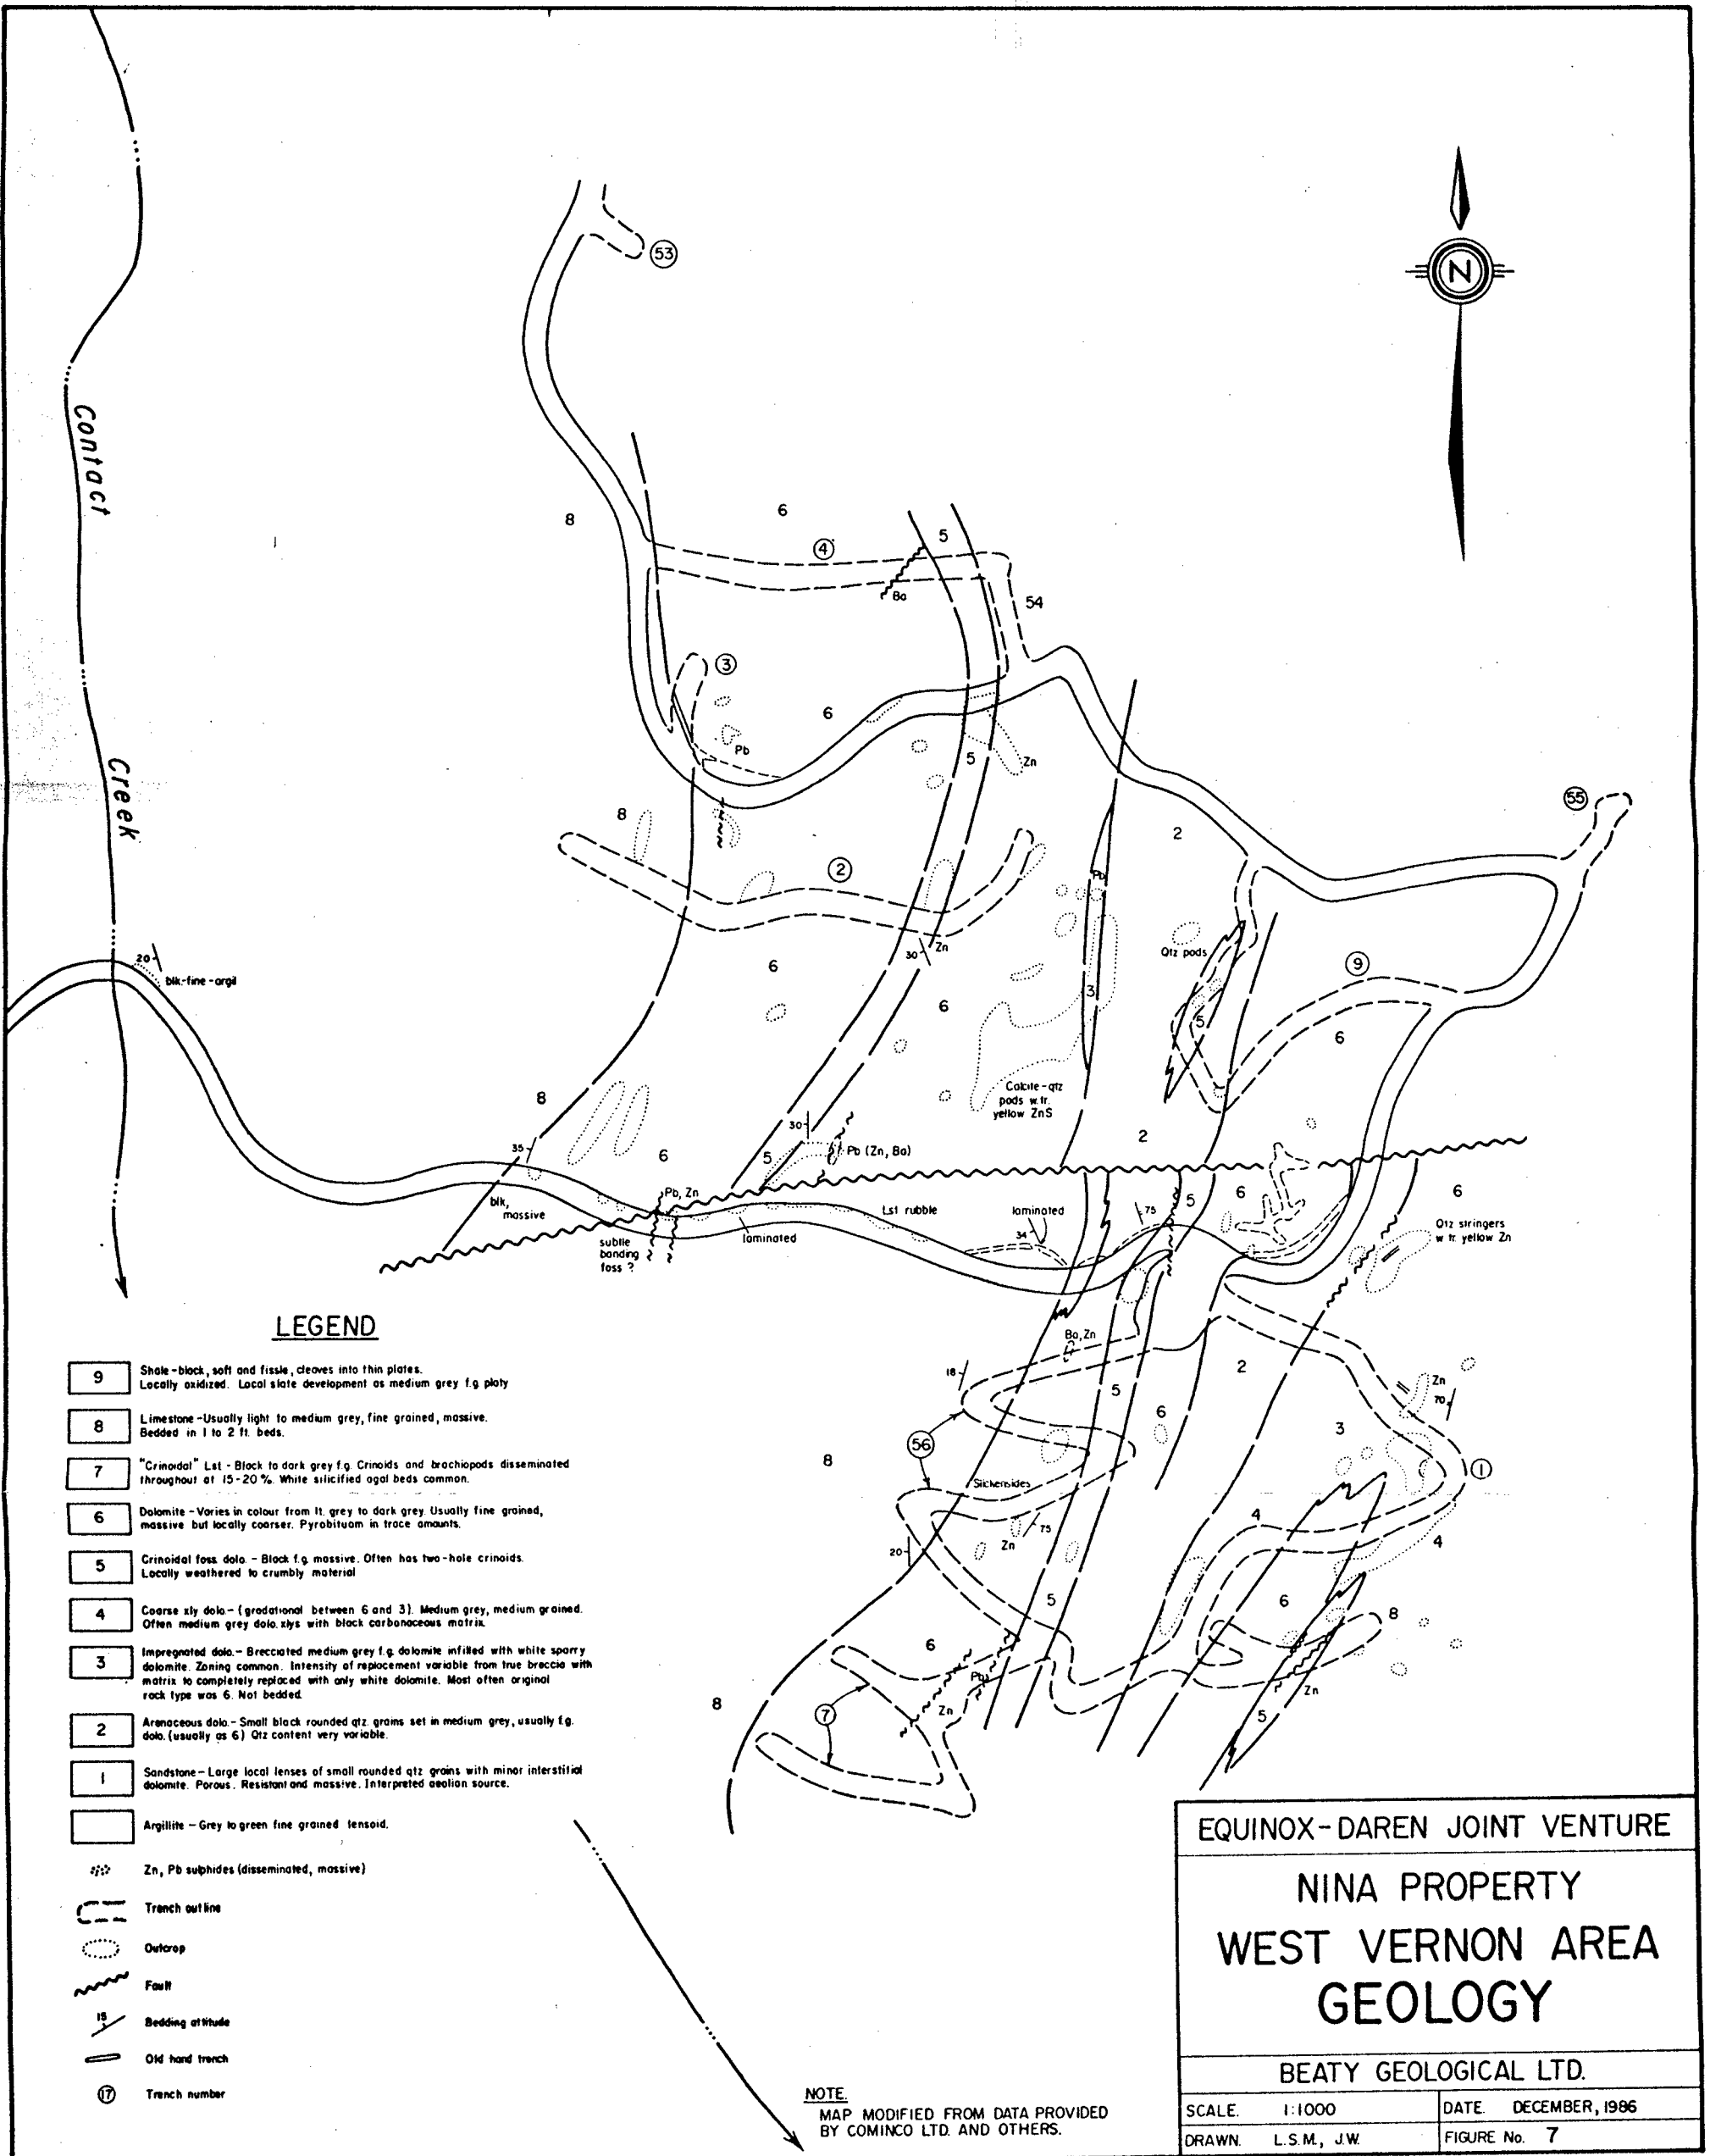 N
53
Contact
Creek
8
6
4
5
Ba
54
3
6
Pb
5
Zn
8
2
2
55
Pb
Qtz pods
9
30
Zn
20
blk-fine-argil
6
6
3
5
6
Calcite-qtz
pods w. tr.
yellow ZnS
8
2
30
35
6
5
Pb (Zn, Ba)
Pb, Zn
blk,
massive
Lst rubble
laminated
34
75
5
6
6
Qtz stringers
w. tr. yellow Zn
subtle
banding
foss ?
laminated
Ba, Zn
18
2
Zn
70
5
6
3
56
8
1
Slickensides
4
75
Zn
20
4
5
6
8
6
Pb
Zn
Zn
8
7
5
LEGEND
9
Shale-black, soft and fissle, cleaves into thin plates.
Locally oxidized. Local slate development as medium grey f.g. platy
8
Limestone-Usually light to medium grey, fine grained, massive.
Bedded in 1 to 2 ft. beds.
7
"Crinoidal" Lst - Black to dark grey f.g. Crinoids and brachiopods disseminated
throughout at 15-20 %. White silicified agal beds common.
6
Dolomite - Varies in colour from lt. grey to dark grey. Usually fine grained,
massive but locally coarser. Pyrobituam in trace amounts.
5
Crinoidal foss. dolo. - Black f.g. massive. Often has two-hole crinoids.
Locally weathered to crumbly material
4
Coarse xly dolo- (gradational between 6 and 3). Medium grey, medium grained.
Often medium grey dolo. xlys with black carbonaceous matrix.
3
Impregnated dolo. - Brecciated medium grey f.g. dolomite infilled with white sparry
dolomite. Zoning common. Intensity of replacement variable from true breccia with
matrix to completely replaced with only white dolomite. Most often original
rock type was 6. Not bedded.
2
Arenaceous dolo. - Small black rounded qtz. grains set in medium grey, usually f.g.
dolo. (usually as 6) Qtz content very variable.
1
Sandstone - Large local lenses of small rounded qtz grains with minor interstitial
dolomite. Porous. Resistant and massive. Interpreted aeolian source.
Argillite - Grey to green fine grained tensoid.
Zn, Pb sulphides (disseminated, massive)
Trench outline
Outcrop
Fault
15
Bedding attitude
Old hand trench
17
Trench number
NOTE.
MAP MODIFIED FROM DATA PROVIDED
BY COMINCO LTD. AND OTHERS.
EQUINOX-DAREN JOINT VENTURE
NINA PROPERTY
WEST VERNON AREA
GEOLOGY
BEATY GEOLOGICAL LTD.
SCALE. 1:1000
DATE. DECEMBER, 1986
DRAWN. L.S.M., J.W.
FIGURE No. 7